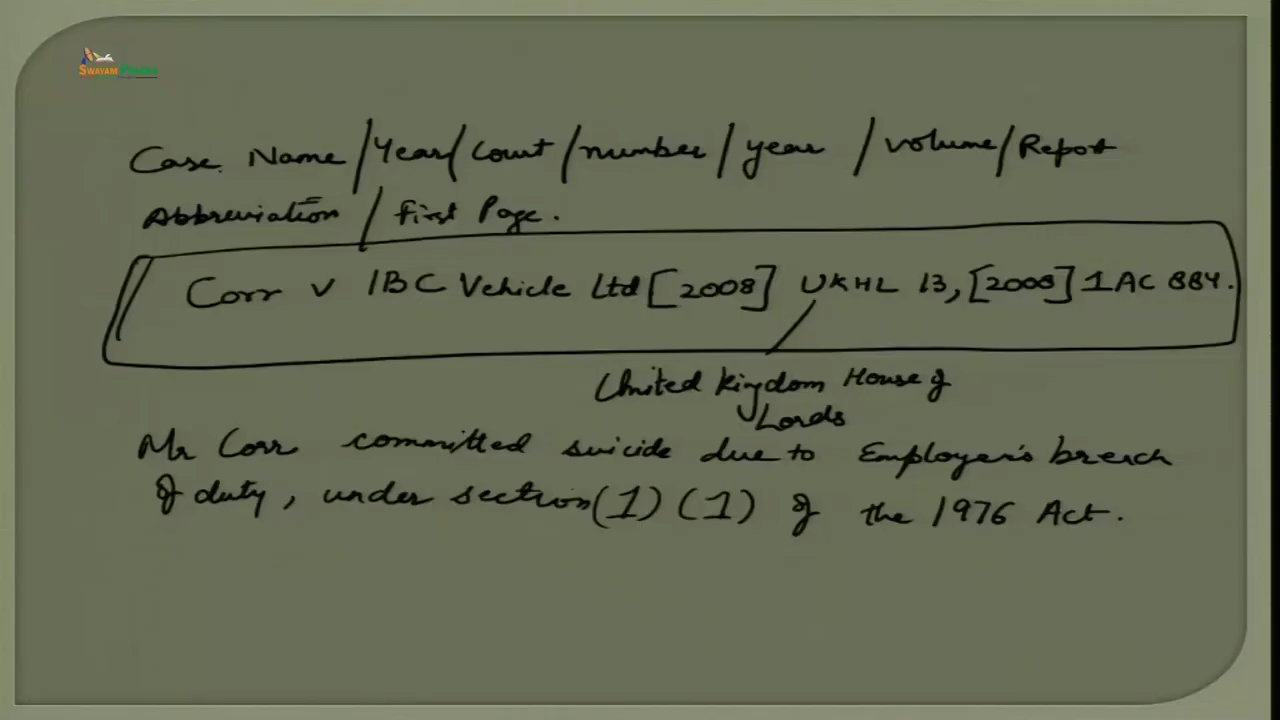 SWAYAM PRABHA
Case Name / Year / Court / number / year / volume / Report
Abbreviation / first Page.
Corr v IBC Vehicle Ltd [2008] UKHL 13, [2008] 1 AC 884.
United Kingdom House of
Lords
Mr Corr committed suicide due to Employer's breach
of duty, under section (1) (1) of the 1976 Act.